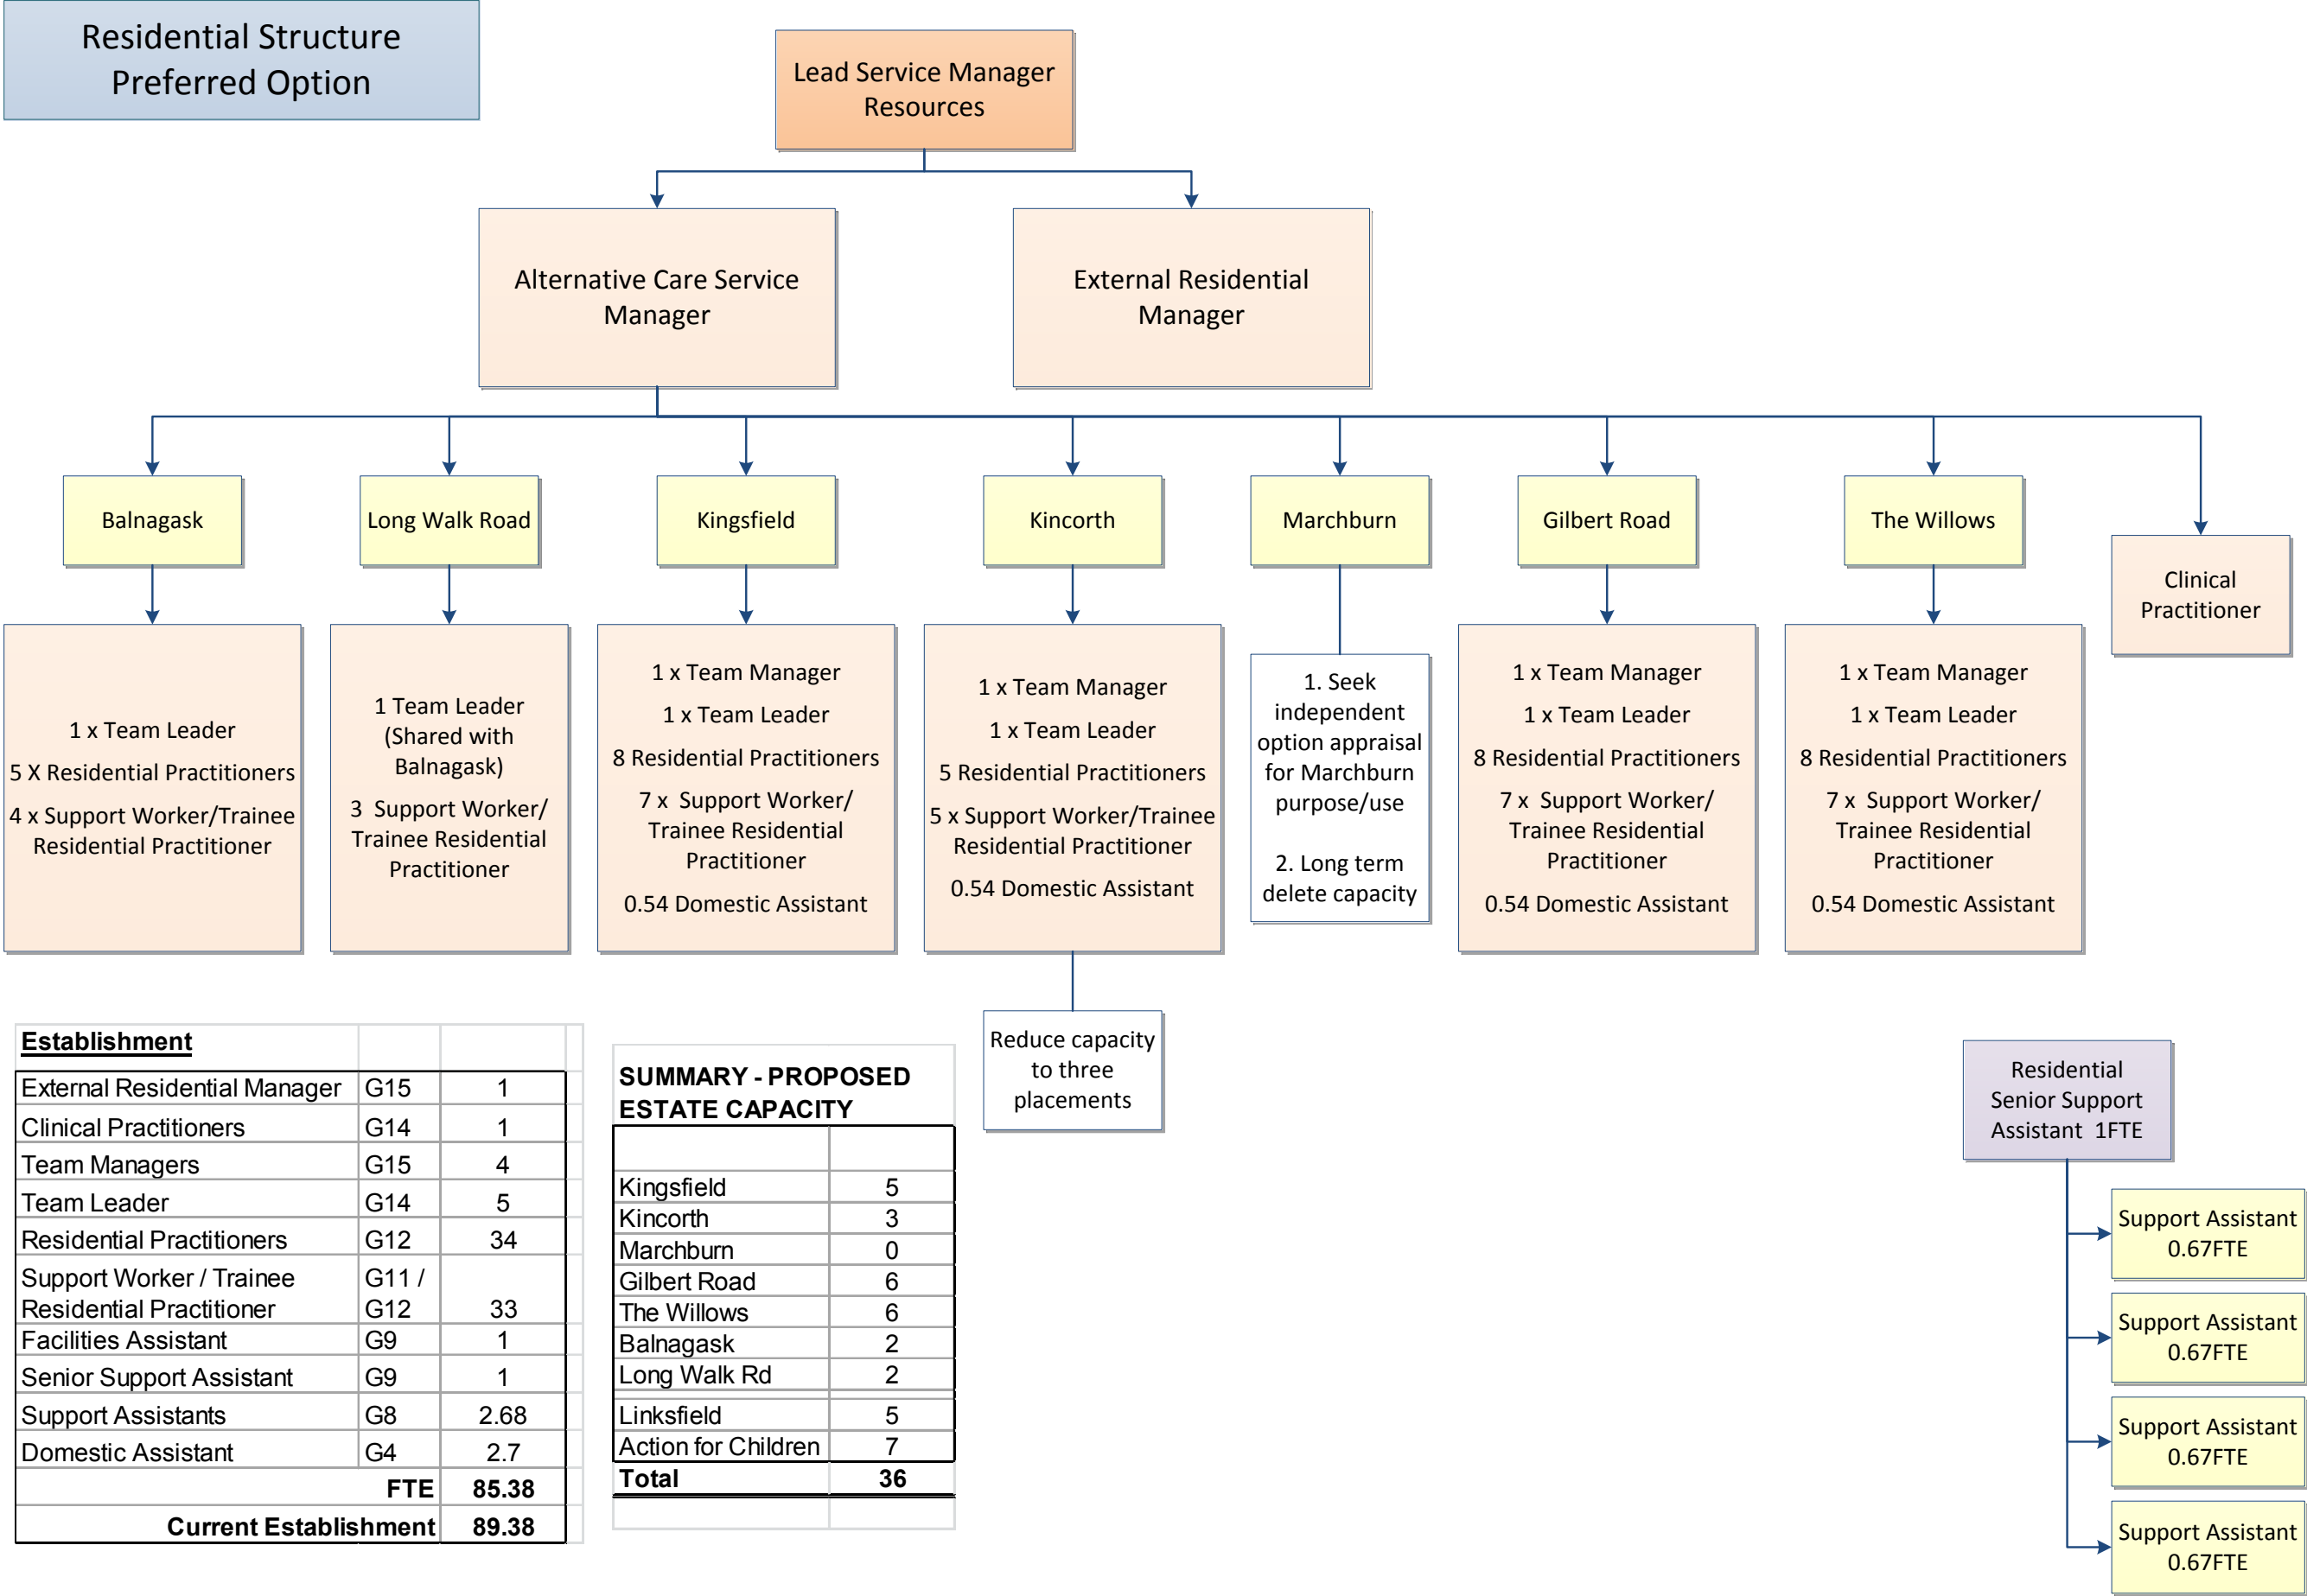 Residential Structure
Preferred Option
Lead Service Manager
Resources
Alternative Care Service
Manager
External Residential
Manager
Balnagask
Long Walk Road
Kingsfield
Kincorth
Marchburn
Gilbert Road
The Willows
Clinical
Practitioner
1 x Team Leader
5 X Residential Practitioners
4 x Support Worker/Trainee
Residential Practitioner
1 Team Leader
(Shared with
Balnagask)
3 Support Worker/
Trainee Residential
Practitioner
1 x Team Manager
1 x Team Leader
8 Residential Practitioners
7 x Support Worker/
Trainee Residential
Practitioner
0.54 Domestic Assistant
1 x Team Manager
1 x Team Leader
5 Residential Practitioners
5 x Support Worker/Trainee
Residential Practitioner
0.54 Domestic Assistant
1. Seek
independent
option appraisal
for Marchburn
purpose/use
2. Long term
delete capacity
1 x Team Manager
1 x Team Leader
8 Residential Practitioners
7 x Support Worker/
Trainee Residential
Practitioner
0.54 Domestic Assistant
1 x Team Manager
1 x Team Leader
8 Residential Practitioners
7 x Support Worker/
Trainee Residential
Practitioner
0.54 Domestic Assistant
Reduce capacity
to three
placements
Establishment
External Residential Manager G15 1
Clinical Practitioners G14 1
Team Managers G15 4
Team Leader G14 5
Residential Practitioners G12 34
Support Worker / Trainee G11 /
Residential Practitioner G12 33
Facilities Assistant G9 1
Senior Support Assistant G9 1
Support Assistants G8 2.68
Domestic Assistant G4 2.7
FTE 85.38
Current Establishment 89.38
SUMMARY - PROPOSED
ESTATE CAPACITY
Kingsfield 5
Kincorth 3
Marchburn 0
Gilbert Road 6
The Willows 6
Balnagask 2
Long Walk Rd 2
Linksfield 5
Action for Children 7
Total 36
Residential
Senior Support
Assistant 1FTE
Support Assistant
0.67FTE
Support Assistant
0.67FTE
Support Assistant
0.67FTE
Support Assistant
0.67FTE